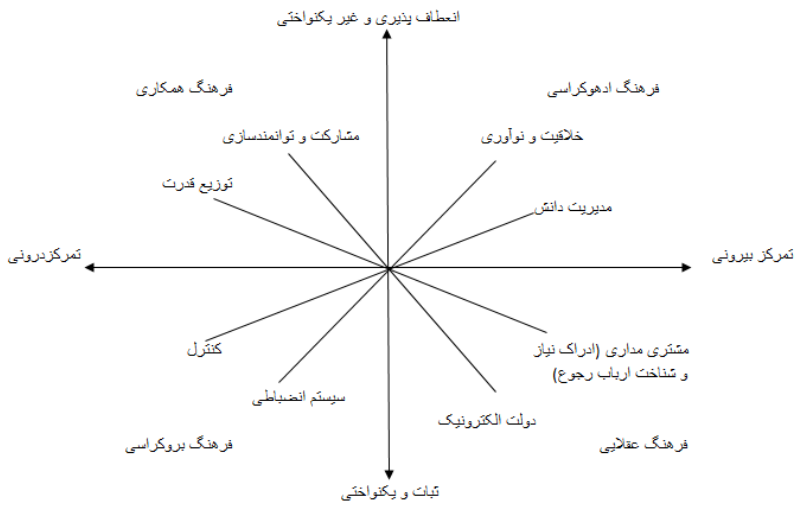 انعطاف پذیری و غیر یکنواختی
فرهنگ ادهوکراسی
فرهنگ همکاری
خلاقیت و نوآوری
مشارکت و توانمندسازی
مدیریت دانش
توزیع قدرت
تمرکز بیرونی
تمرکزدرونی
مشتری مداری (ادراک نیاز
و شناخت ارباب رجوع)
کنترل
سیستم انضباطی
دولت الکترونیک
فرهنگ عقلایی
فرهنگ بروکراسی
ثبات و یکنواختی